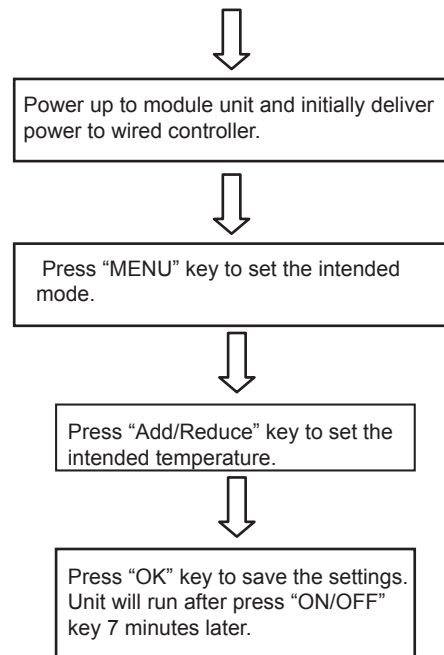 Power up to module unit and initially deliver
power to wired controller.
Press “MENU” key to set the intended
mode.
Press “Add/Reduce” key to set the
intended temperature.
Press “OK” key to save the settings.
Unit will run after press “ON/OFF”
key 7 minutes later.